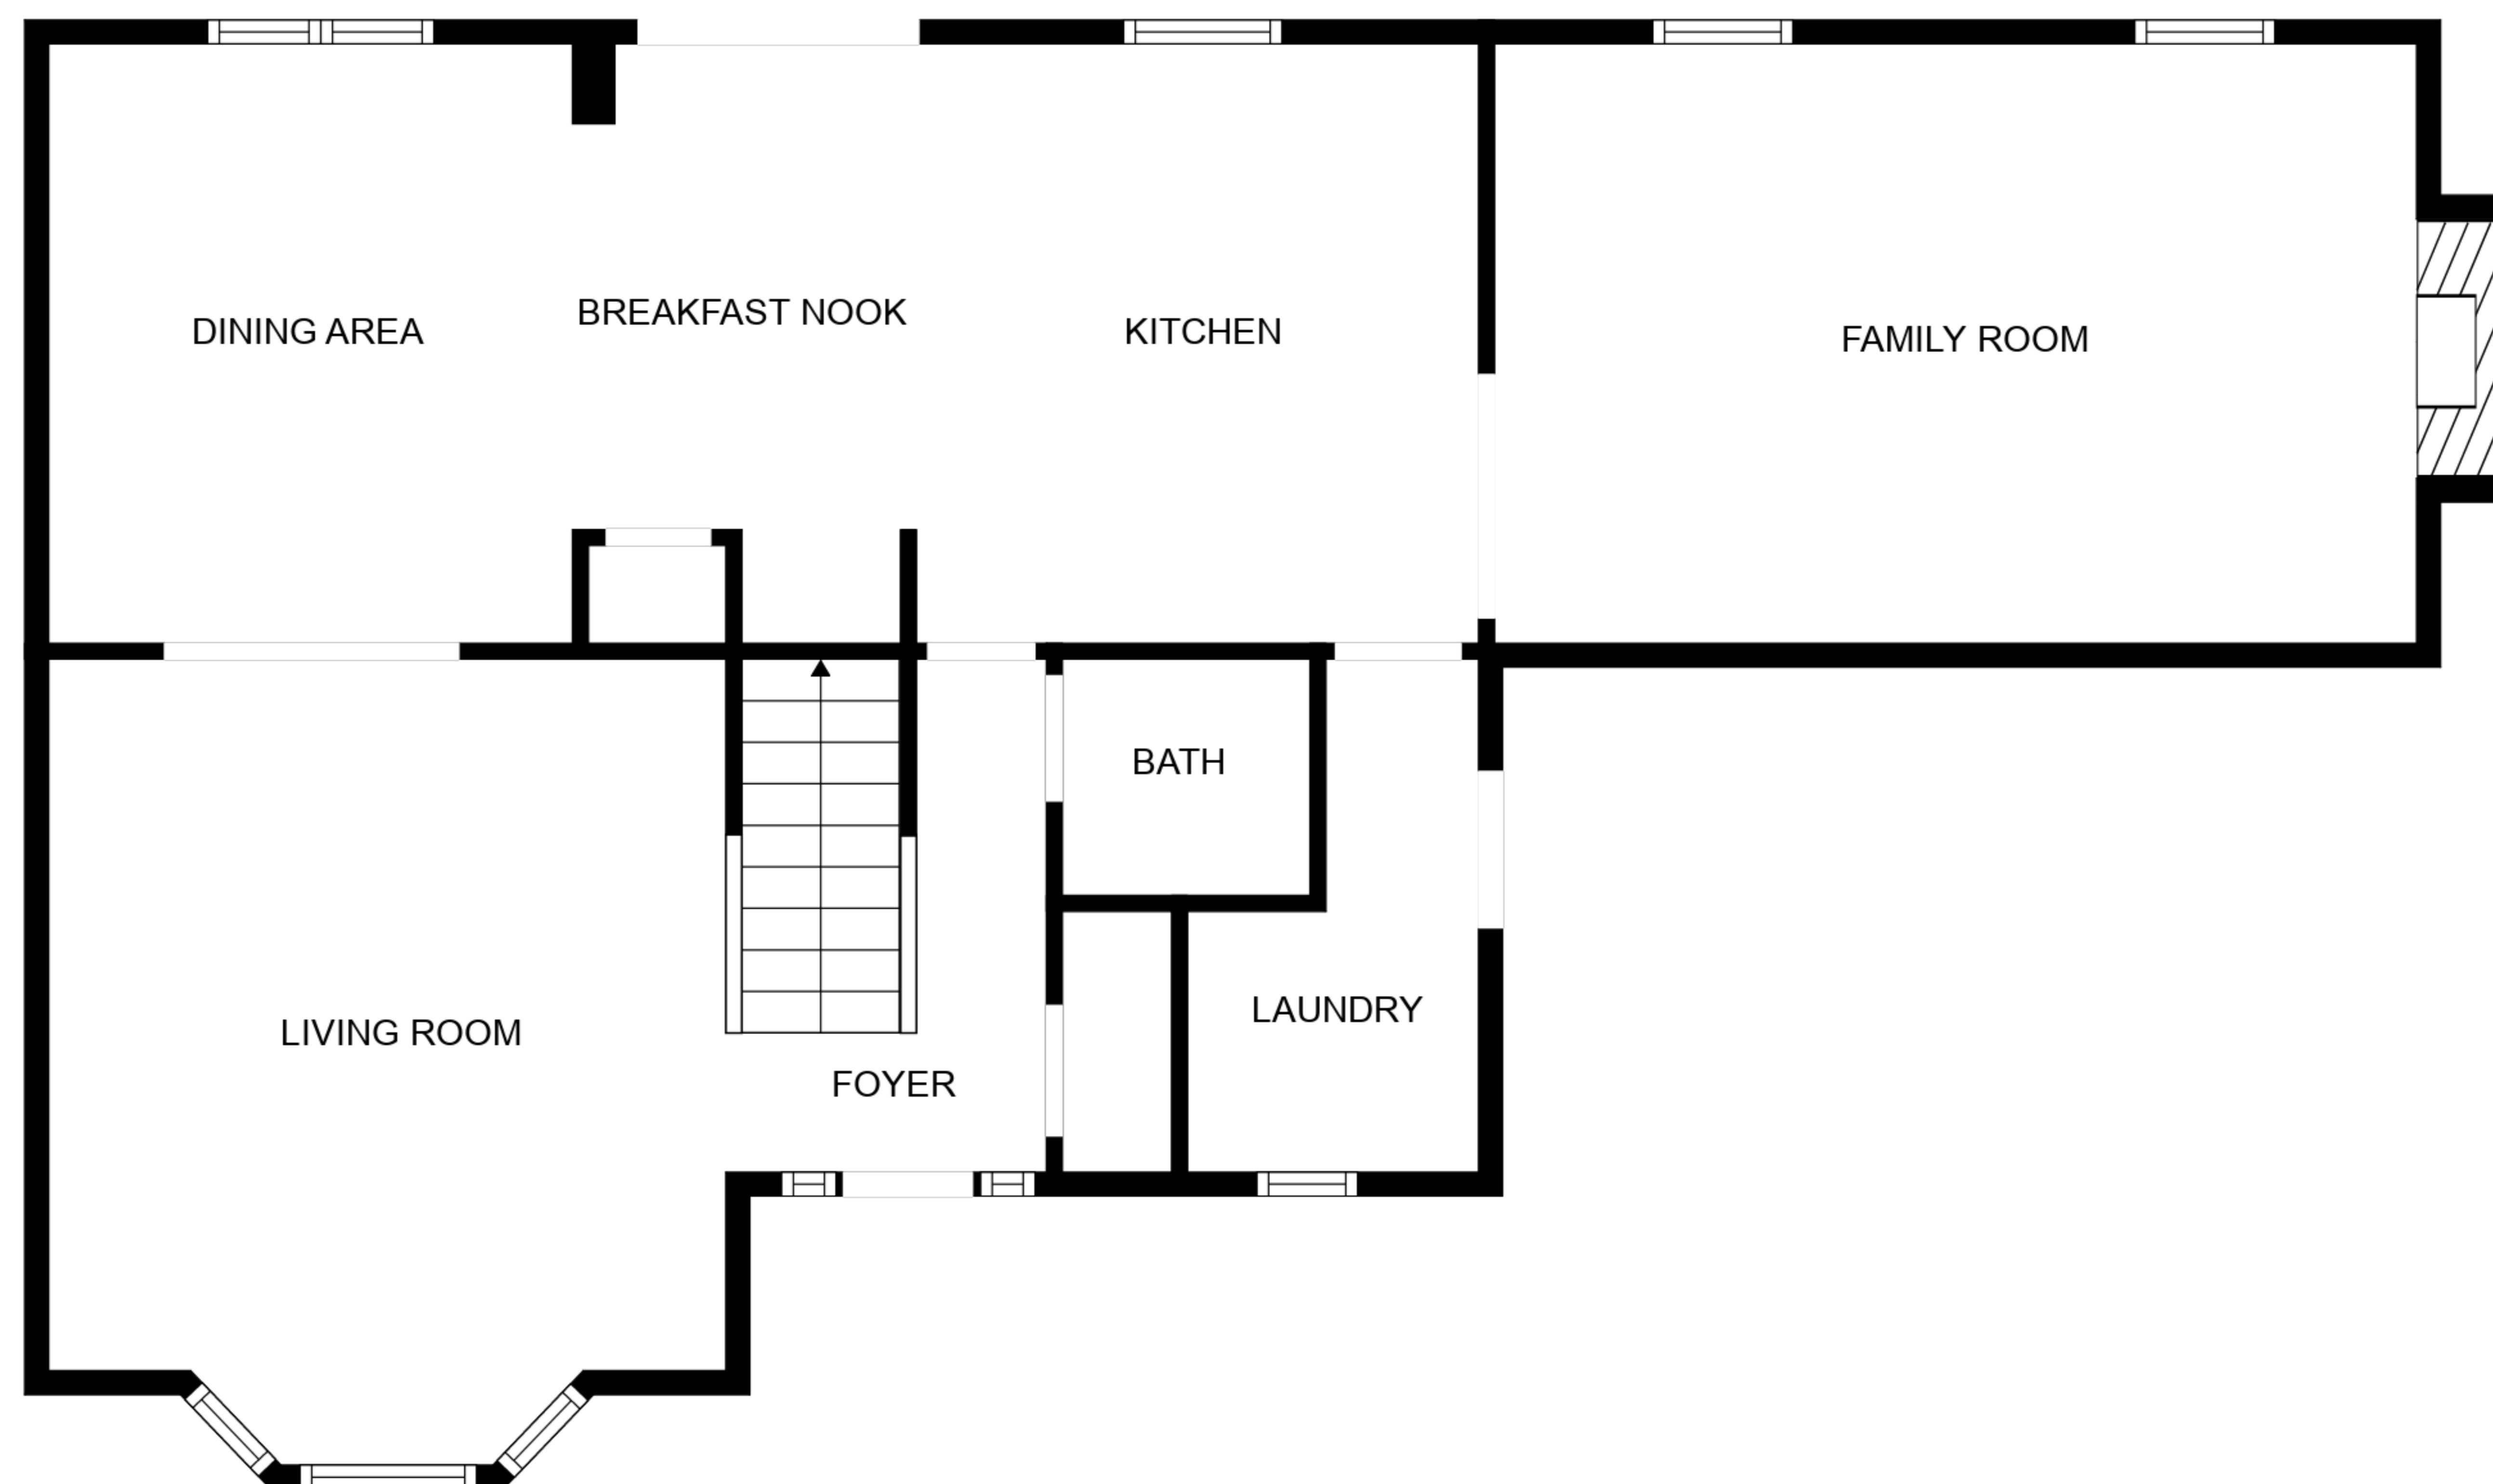 BREAKFAST NOOK
DINING AREA
KITCHEN
FAMILY ROOM
BATH
LAUNDRY
LIVING ROOM
FOYER